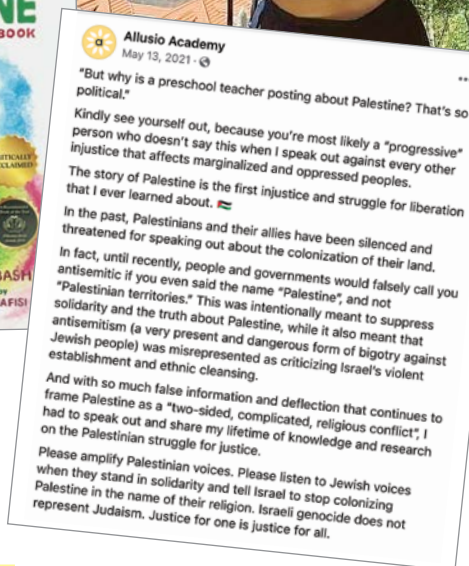 NE
BOOK
CRITICALLY
ACCLAIMED
BASH
BY
AFISI
a
Allusio Academy
May 13, 2021 ·
"But why is a preschool teacher posting about Palestine? That's so
political."
Kindly see yourself out, because you're most likely a "progressive"
person who doesn't say this when I speak out against every other
injustice that affects marginalized and oppressed peoples.
The story of Palestine is the first injustice and struggle for liberation
that I ever learned about. 🇵🇸
In the past, Palestinians and their allies have been silenced and
threatened for speaking out about the colonization of their land.
In fact, until recently, people and governments would falsely call you
antisemitic if you even said the name "Palestine", and not
"Palestinian territories." This was intentionally meant to suppress
solidarity and the truth about Palestine, while it also meant that
antisemitism (a very present and dangerous form of bigotry against
Jewish people) was misrepresented as criticizing Israel's violent
establishment and ethnic cleansing.
And with so much false information and deflection that continues to
frame Palestine as a "two-sided, complicated, religious conflict", I
had to speak out and share my lifetime of knowledge and research
on the Palestinian struggle for justice.
Please amplify Palestinian voices. Please listen to Jewish voices
when they stand in solidarity and tell Israel to stop colonizing
Palestine in the name of their religion. Israeli genocide does not
represent Judaism. Justice for one is justice for all.